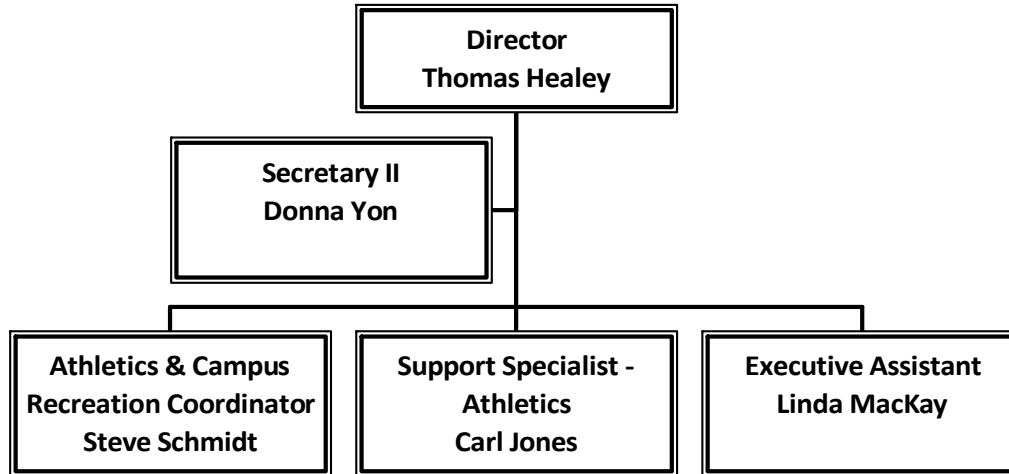 Director
Thomas Healey
Secretary II
Donna Yon
Athletics & Campus
Recreation Coordinator
Steve Schmidt
Support Specialist -
Athletics
Carl Jones
Executive Assistant
Linda MacKay